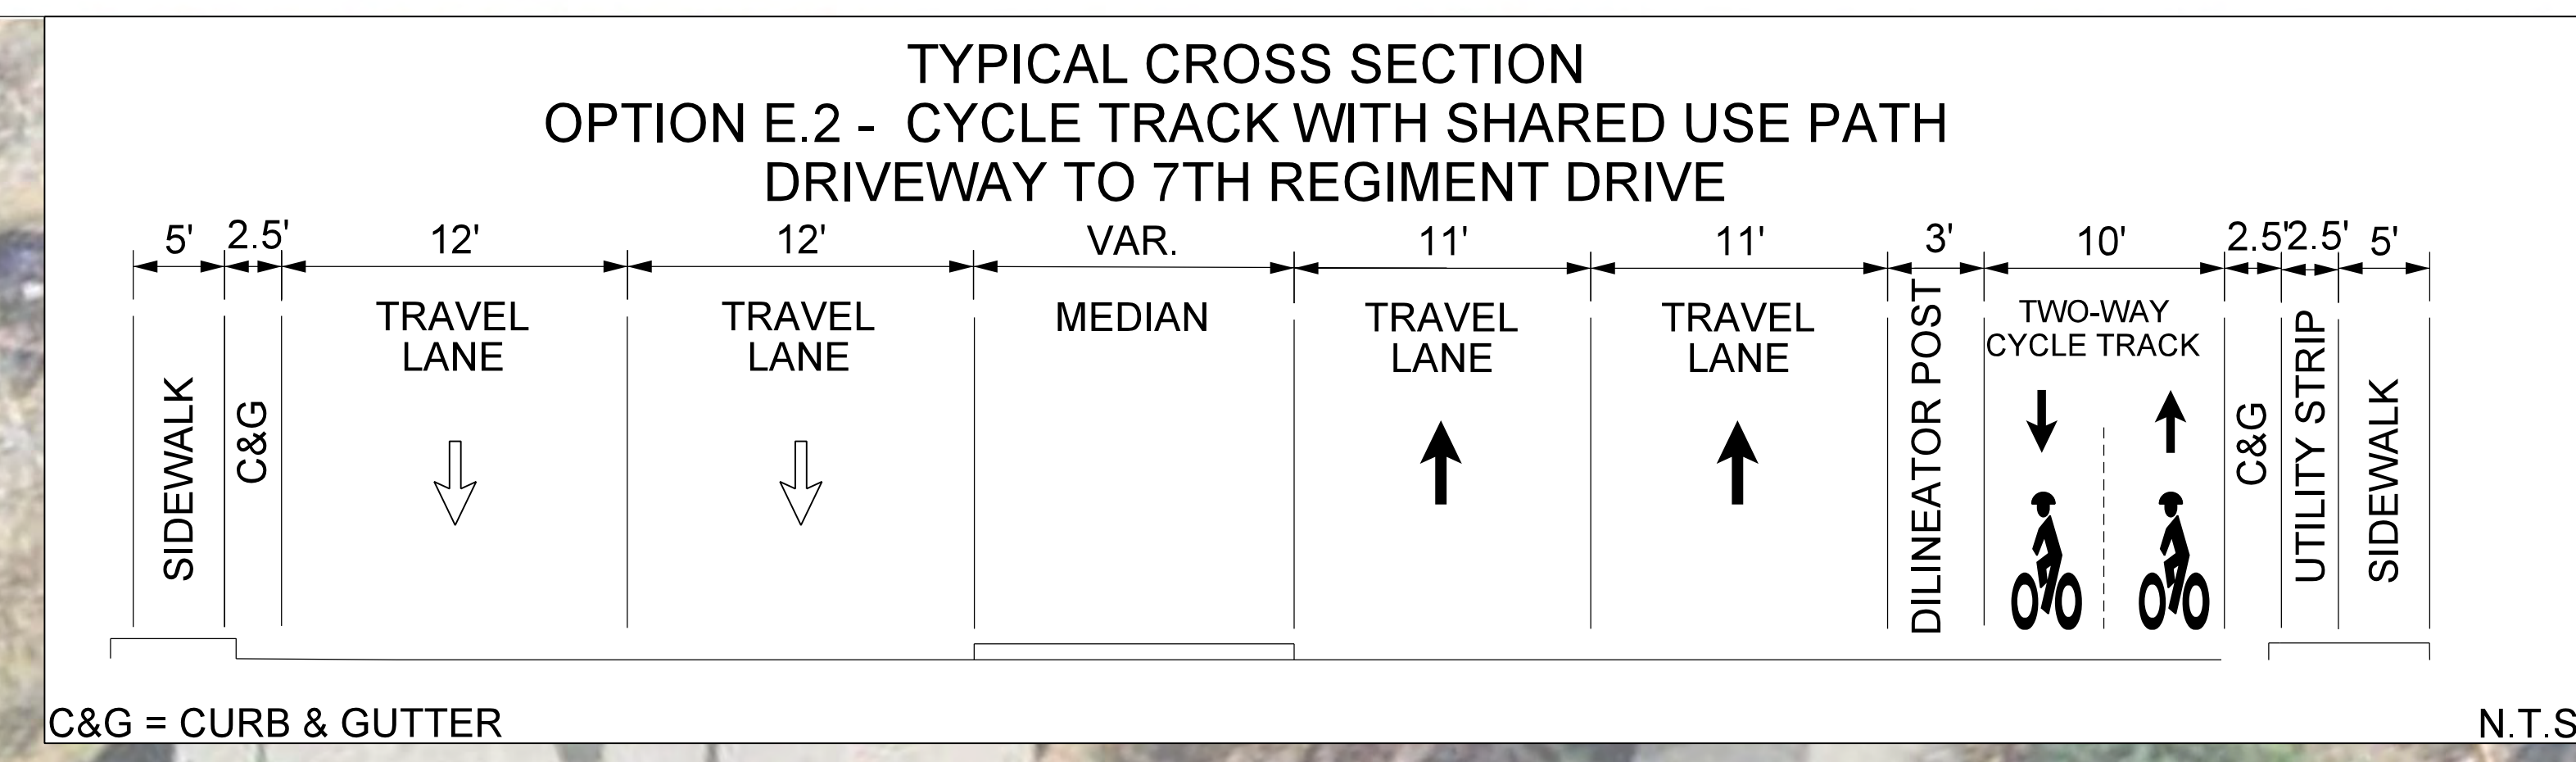 TYPICAL CROSS SECTION
OPTION E.2 - CYCLE TRACK WITH SHARED USE PATH
DRIVEWAY TO 7TH REGIMENT DRIVE
5' 2.5' 12' 12' VAR. 11' 11' 3' 10' 2.5' 2.5' 5'
SIDEWALK
C&G
TRAVEL
LANE
TRAVEL
LANE
MEDIAN
TRAVEL
LANE
TRAVEL
LANE
DILINEATOR POST
TWO-WAY
CYCLE TRACK
C&G
UTILITY STRIP
SIDEWALK
C&G = CURB & GUTTER
N.T.S